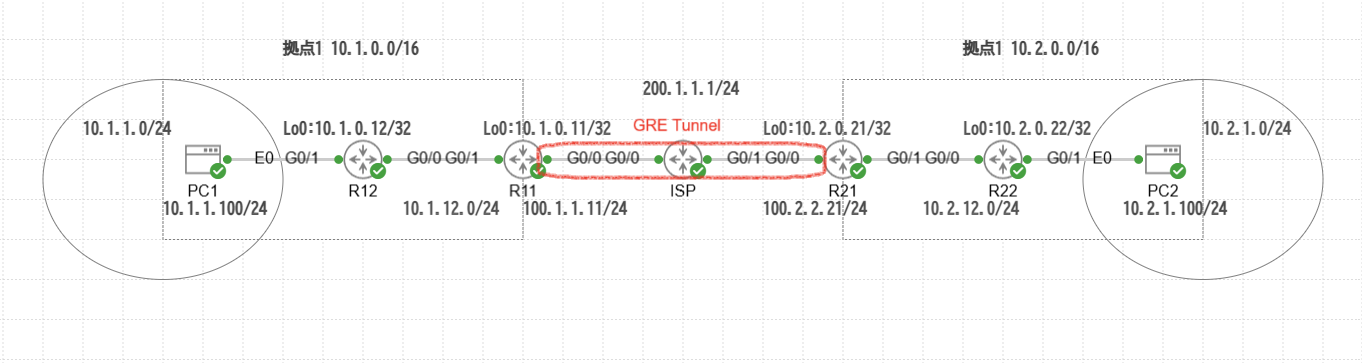 拠点1 10.1.0.0/16
拠点1 10.2.0.0/16
200.1.1.1/24
10.1.1.0/24
Lo0:10.1.0.12/32
Lo0:10.1.0.11/32
GRE Tunnel
Lo0:10.2.0.21/32
Lo0:10.2.0.22/32
10.2.1.0/24
E0 G0/1
G0/0 G0/1
G0/0 G0/0
G0/1 G0/0
G0/1 G0/0
G0/1 E0
PC1
R12
R11
ISP
R21
R22
PC2
10.1.1.100/24
10.1.12.0/24
100.1.1.11/24
100.2.2.21/24
10.2.12.0/24
10.2.1.100/24